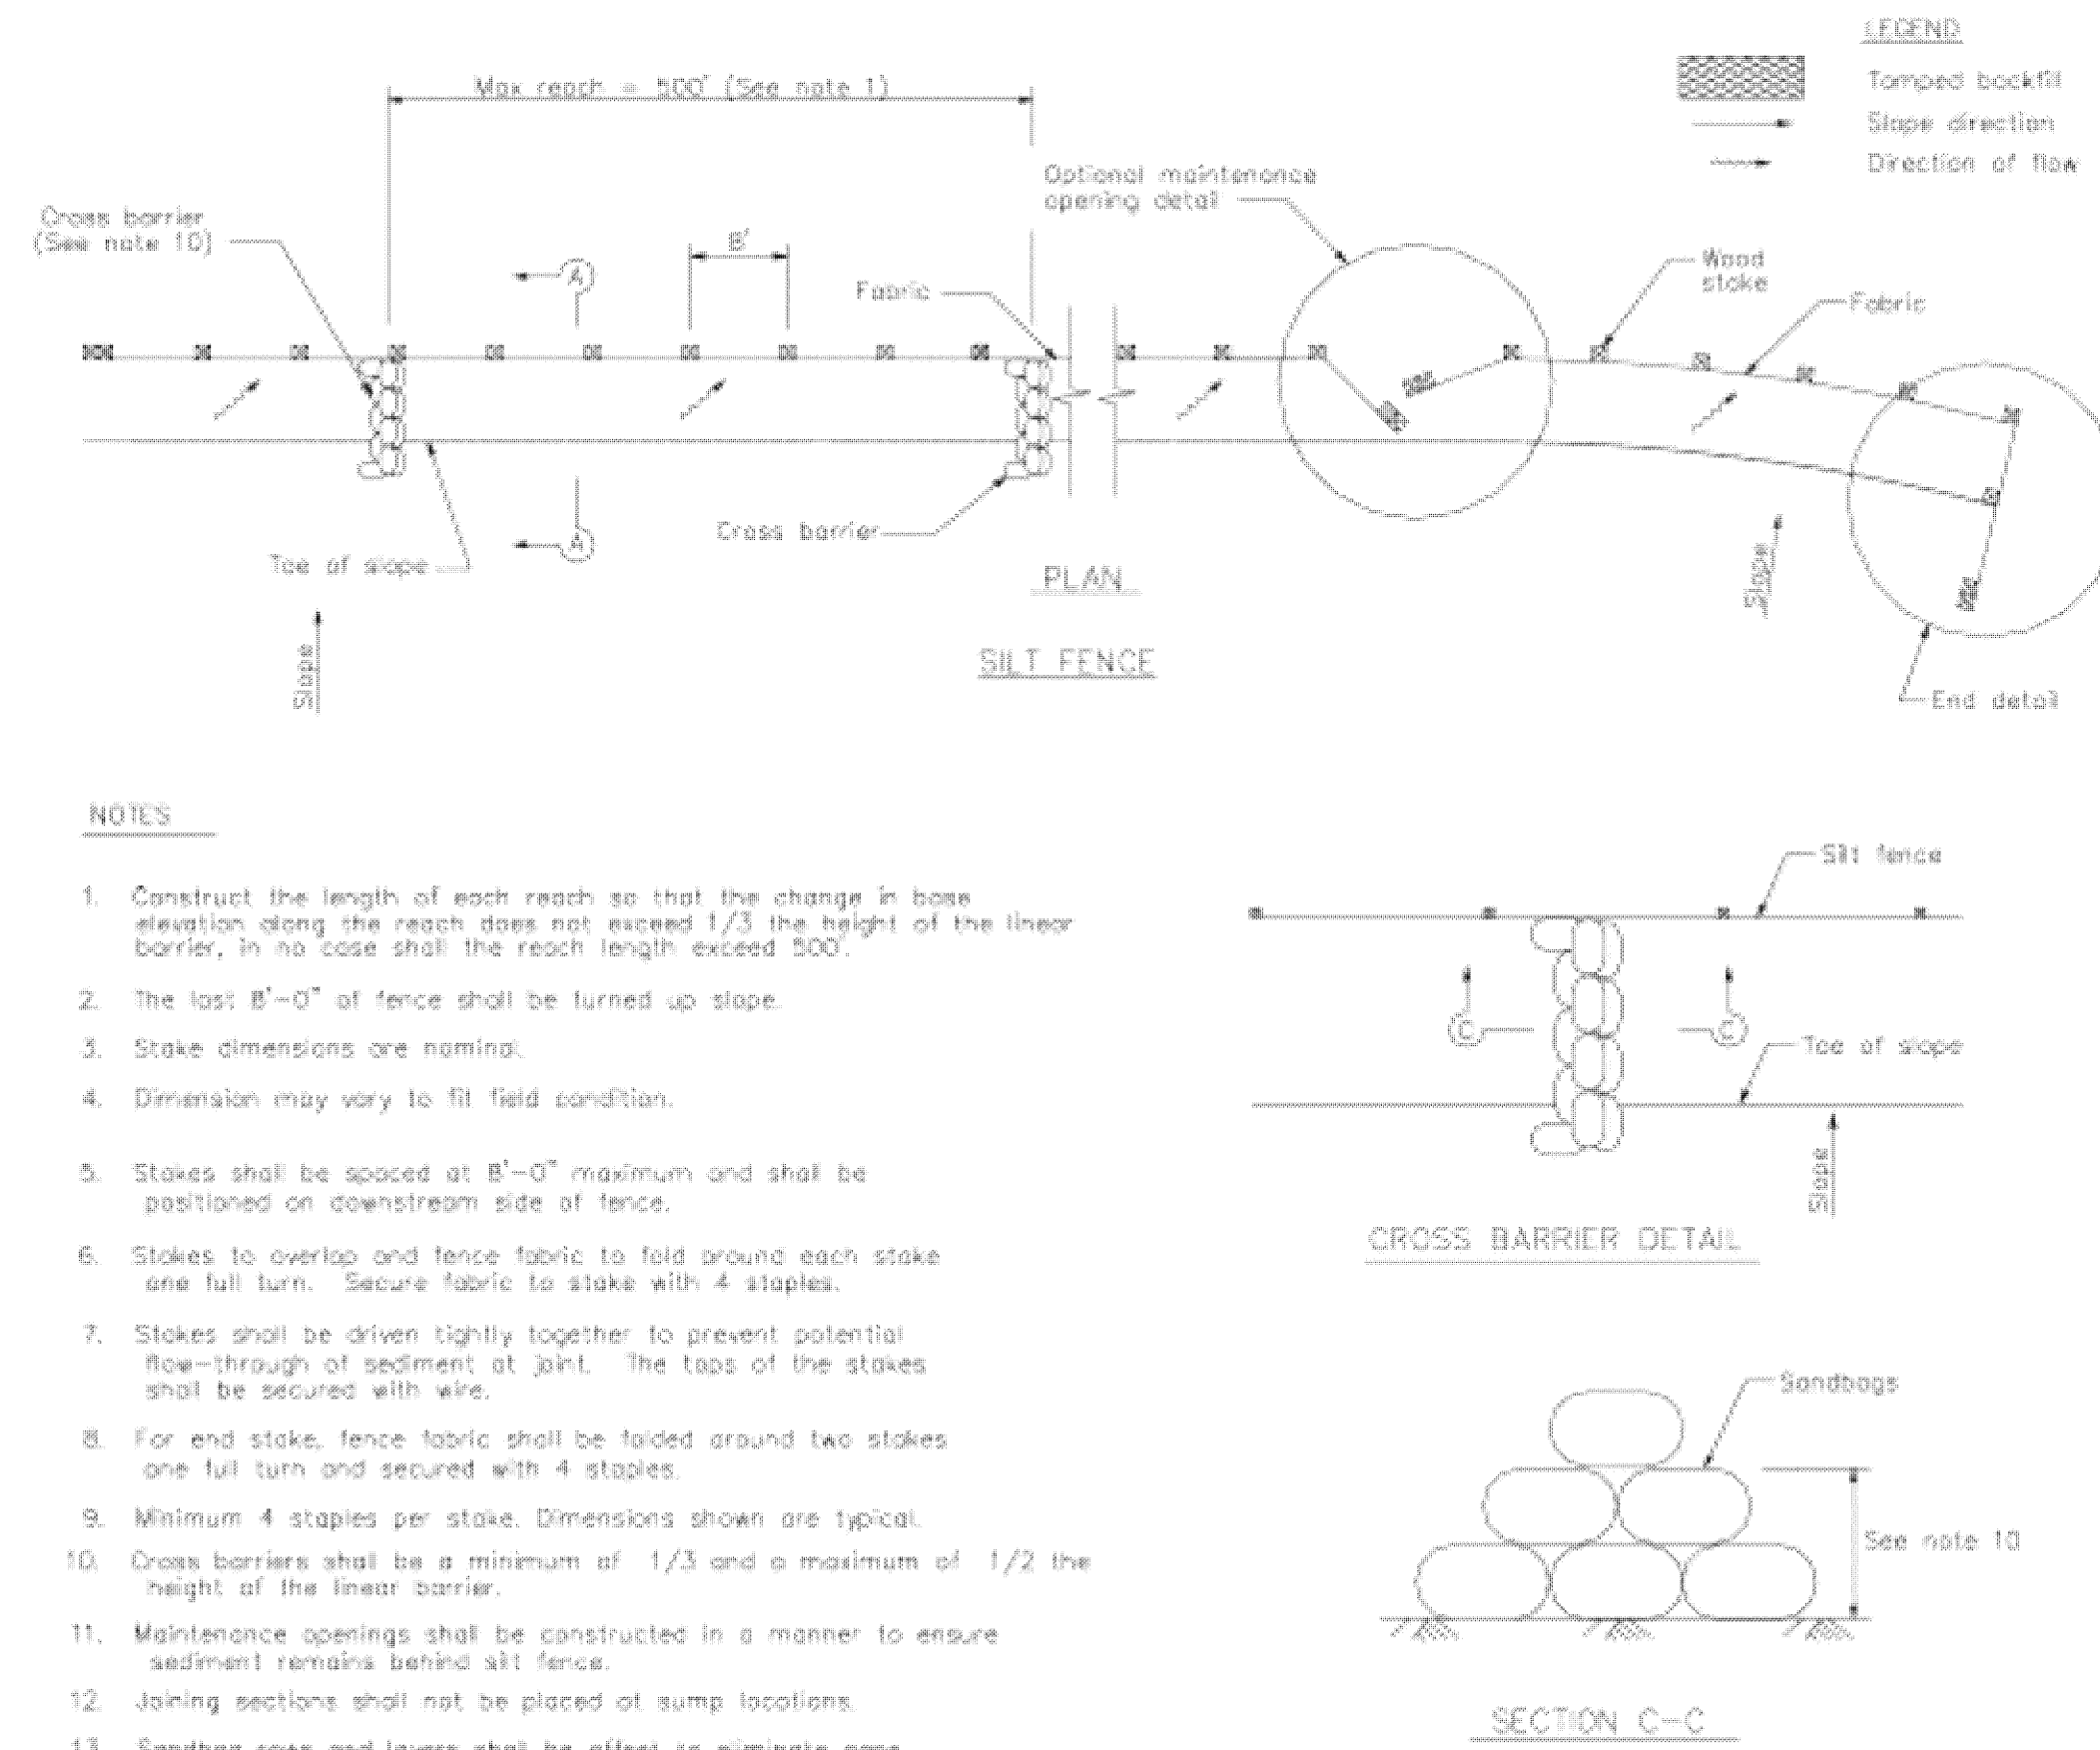 LEGEND
Tamped backfill
Slope direction
Direction of flow
Max reach = 500' (See note 1)
Optional maintenance
opening detail
Cross barrier
(See note 10)
8'
A
Fabric
Wood
stake
Fabric
Cross barrier
A
Toe of slope
PLAN
Slope
Slope
SILT FENCE
End detail
NOTES
1. Construct the length of each reach so that the change in base
elevation along the reach does not exceed 1/3 the height of the linear
barrier, in no case shall the reach length exceed 500'.
2. The last 8'-0" of fence shall be turned up slope.
3. Stake dimensions are nominal.
4. Dimension may vary to fit field condition.
5. Stakes shall be spaced at 8'-0" maximum and shall be
positioned on downstream side of fence.
6. Stakes to overlap and fence fabric to fold around each stake
one full turn. Secure fabric to stake with 4 staples.
7. Stakes shall be driven tightly together to prevent potential
flow-through of sediment at joint. The tops of the stakes
shall be secured with wire.
8. For end stake, fence fabric shall be folded around two stakes
one full turn and secured with 4 staples.
9. Minimum 4 staples per stake. Dimensions shown are typical.
10. Cross barriers shall be a minimum of 1/3 and a maximum of 1/2 the
height of the linear barrier.
11. Maintenance openings shall be constructed in a manner to ensure
sediment remains behind silt fence.
12. Joining sections shall not be placed at sump locations.
13. Sandbag rows and layers shall be offset to eliminate gaps.
Silt fence
C
C
Toe of slope
Slope
CROSS BARRIER DETAIL
Sandbags
See note 10
SECTION C-C